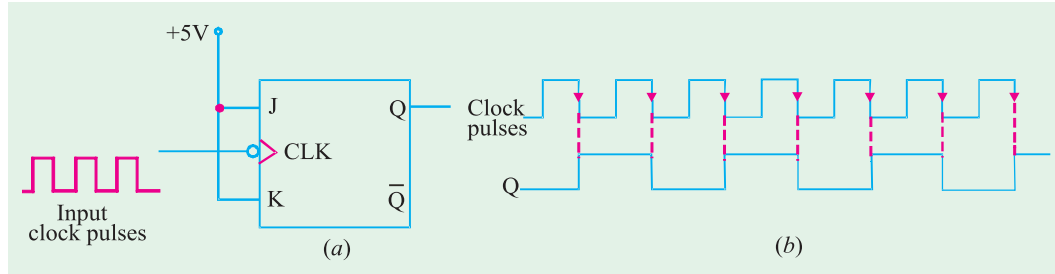 +5V
J
Q
CLK
K
Q̅
Input
clock pulses
(a)
Clock
pulses
Q
(b)